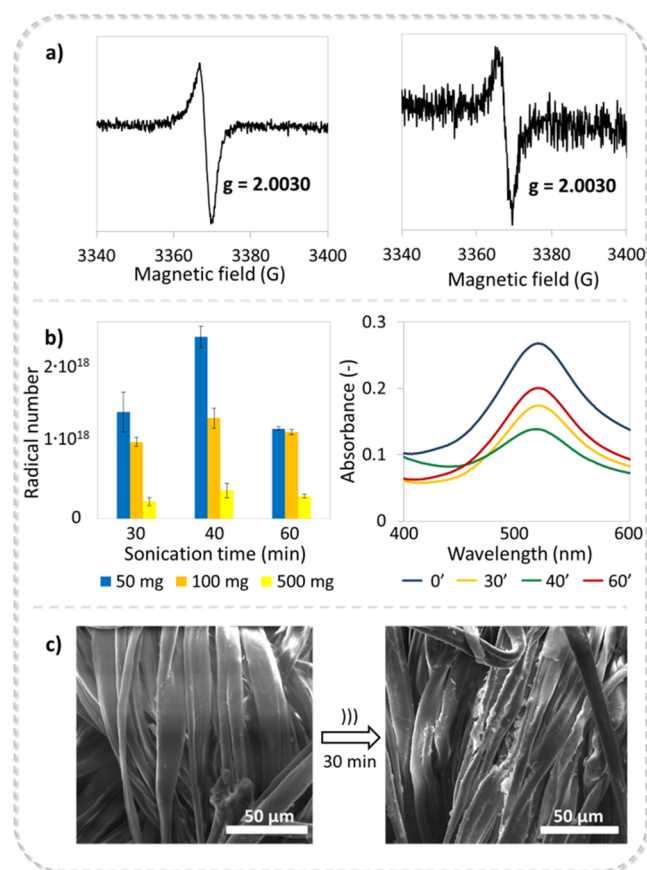 a)
g = 2.0030
3340 3360 3380 3400
Magnetic field (G)
g = 2.0030
3340 3360 3380 3400
Magnetic field (G)
b)
Radical number
2·10¹⁸
1·10¹⁸
0
30 40 60
Sonication time (min)
50 mg 100 mg 500 mg
Absorbance (-)
0.3
0.2
0.1
0
400 500 600
Wavelength (nm)
0' 30' 40' 60'
c)
50 µm
)))
30 min
50 µm